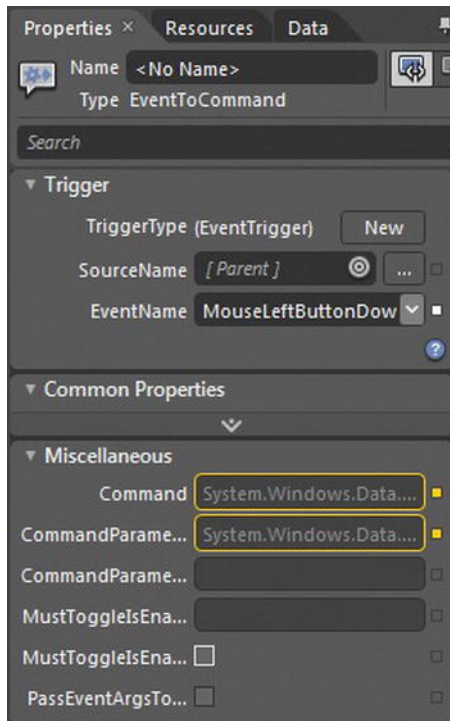 Properties × Resources Data
Name <No Name>
Type EventToCommand
Search
Trigger
TriggerType (EventTrigger) New
SourceName [ Parent ] ...
EventName MouseLeftButtonDow
?
Common Properties
Miscellaneous
Command System.Windows.Data....
CommandParame... System.Windows.Data....
CommandParame...
MustToggleIsEna...
MustToggleIsEna...
PassEventArgsTo...